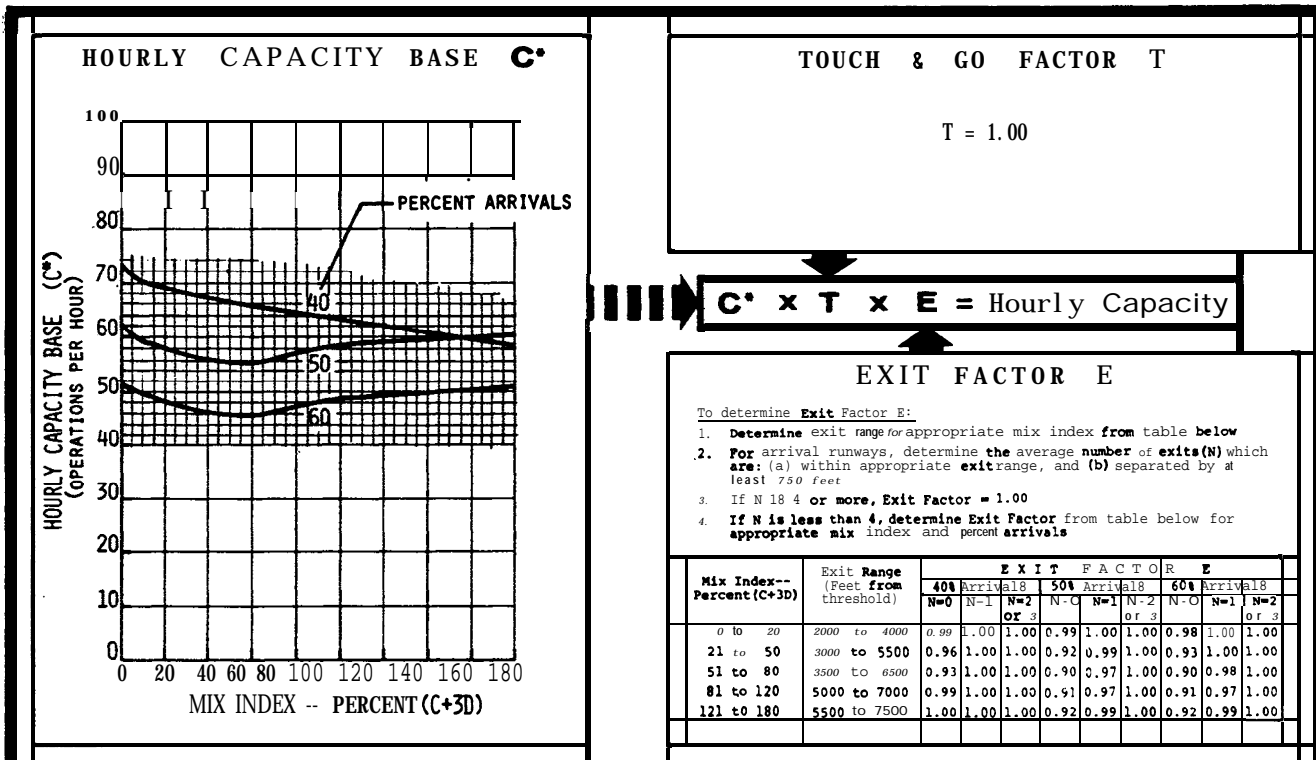 HOURLY CAPACITY BASE C*
100
90
I I
80
PERCENT ARRIVALS
70
40
60
50
50
60
40
30
20
10
0
0 20 40 60 80 100 120 140 160 180
HOURLY CAPACITY BASE (C*)
(OPERATIONS PER HOUR)
MIX INDEX -- PERCENT (C+3D)
TOUCH & GO FACTOR T
T = 1.00
C* x T x E = Hourly Capacity
EXIT FACTOR E
To determine Exit Factor E:
1. Determine exit range for appropriate mix index from table below
2. For arrival runways, determine the average number of exits(N) which
are: (a) within appropriate exit range, and (b) separated by at
least 750 feet
3. If N 18 4 or more, Exit Factor = 1.00
4. If N is less than 4, determine Exit Factor from table below for
appropriate mix index and percent arrivals
Mix Index-- Exit Range EXIT FACTOR E
Percent(C+3D) (Feet from 40% Arrival8 50% Arrival8 60% Arrival8
threshold) N=0 N-1 N=2 N-O N=1 N-2 N-O N=1 N=2
or 3 or 3 or 3
0 to 20 2000 to 4000 0.99 1.00 1.00 0.99 1.00 1.00 0.98 1.00 1.00
21 to 50 3000 to 5500 0.96 1.00 1.00 0.92 0.99 1.00 0.93 1.00 1.00
51 to 80 3500 to 6500 0.93 1.00 1.00 0.90 0.97 1.00 0.90 0.98 1.00
81 to 120 5000 to 7000 0.99 1.00 1.00 0.91 0.97 1.00 0.91 0.97 1.00
121 t0 180 5500 to 7500 1.00 1.00 1.00 0.92 0.99 1.00 0.92 0.99 1.00